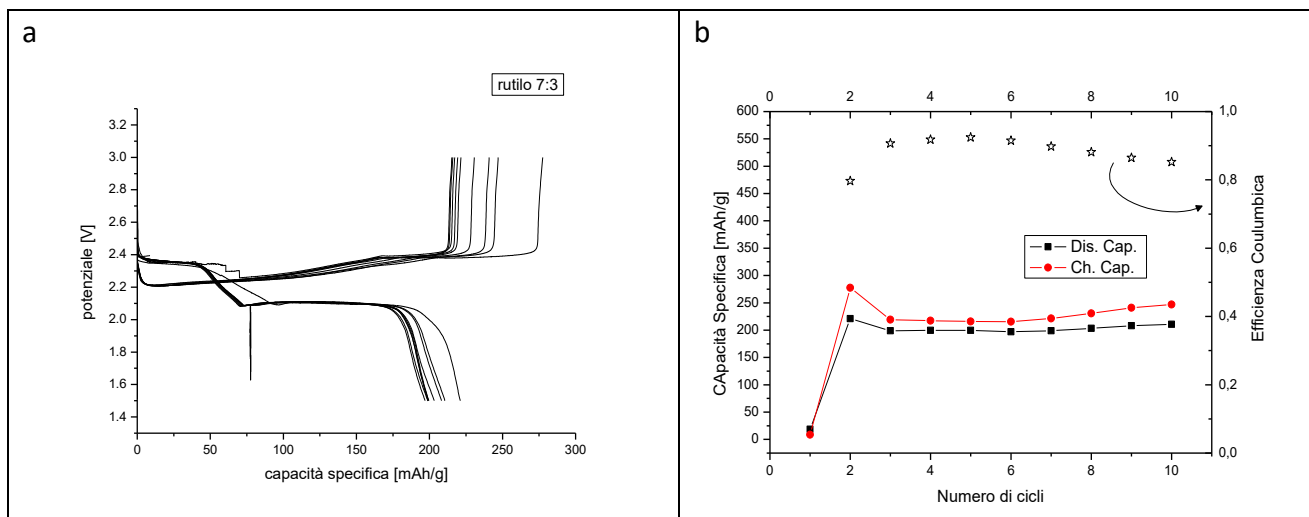 a
rutilo 7:3
3.2
3.0
2.8
2.6
2.4
2.2
2.0
1.8
1.6
1.4
potenziale [V]
0 50 100 150 200 250 300
capacità specifica [mAh/g]
b
0 2 4 6 8 10
600
550
500
450
400
350
300
250
200
150
100
50
0
CApacità Specifica [mAh/g]
Dis. Cap.
Ch. Cap.
1,0
0,8
0,6
0,4
0,2
0,0
Efficienza Coulumbica
0 2 4 6 8 10
Numero di cicli